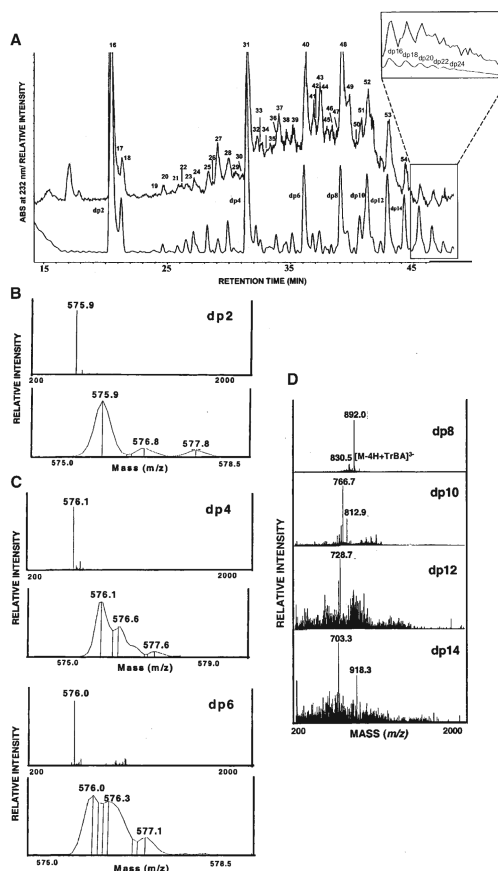 A
ABS at 232 nm/ RELATIVE INTENSITY
16
17
18
19
20
21
22
23
24
25
26
27
28
29
30
31
32
33
34
35
36
37
38
39
40
41
42
43
44
45
46
47
48
49
50
51
52
53
54
dp2
dp4
dp6
dp8
dp10
dp12
dp14
dp16 dp18 dp20 dp22 dp24
15
25
35
45
RETENTION TIME (MIN)
B
RELATIVE INTENSITY
575.9
dp2
200
2000
575.9
576.8
577.8
575.0
578.5
Mass (m/z)
C
RELATIVE INTENSITY
576.1
dp4
200
2000
576.1
576.6
577.6
575.0
579.0
Mass (m/z)
RELATIVE INTENSITY
576.0
dp6
200
2000
576.0
576.3
577.1
575.0
578.5
Mass (m/z)
D
RELATIVE INTENSITY
892.0
dp8
830.5 [M-4H+TrBA]3-
766.7
dp10
812.9
728.7
dp12
703.3
dp14
918.3
200
2000
MASS (m/z)